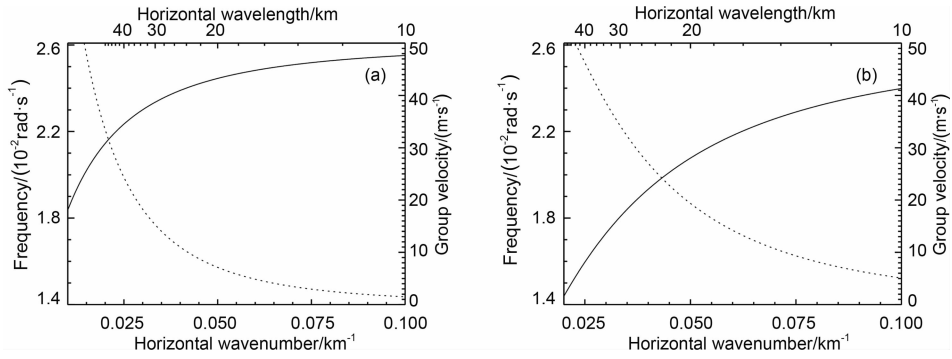 Horizontal wavelength/km
40 30 20 10
2.6
2.2
1.8
1.4
Frequency/(10⁻²rad·s⁻¹)
(a)
50
40
30
20
10
0
Group velocity/(m·s⁻¹)
0.025 0.050 0.075 0.100
Horizontal wavenumber/km⁻¹
Horizontal wavelength/km
40 30 20 10
2.6
2.2
1.8
1.4
Frequency/(10⁻²rad·s⁻¹)
(b)
50
40
30
20
10
0
Group velocity/(m·s⁻¹)
0.025 0.050 0.075 0.100
Horizontal wavenumber/km⁻¹